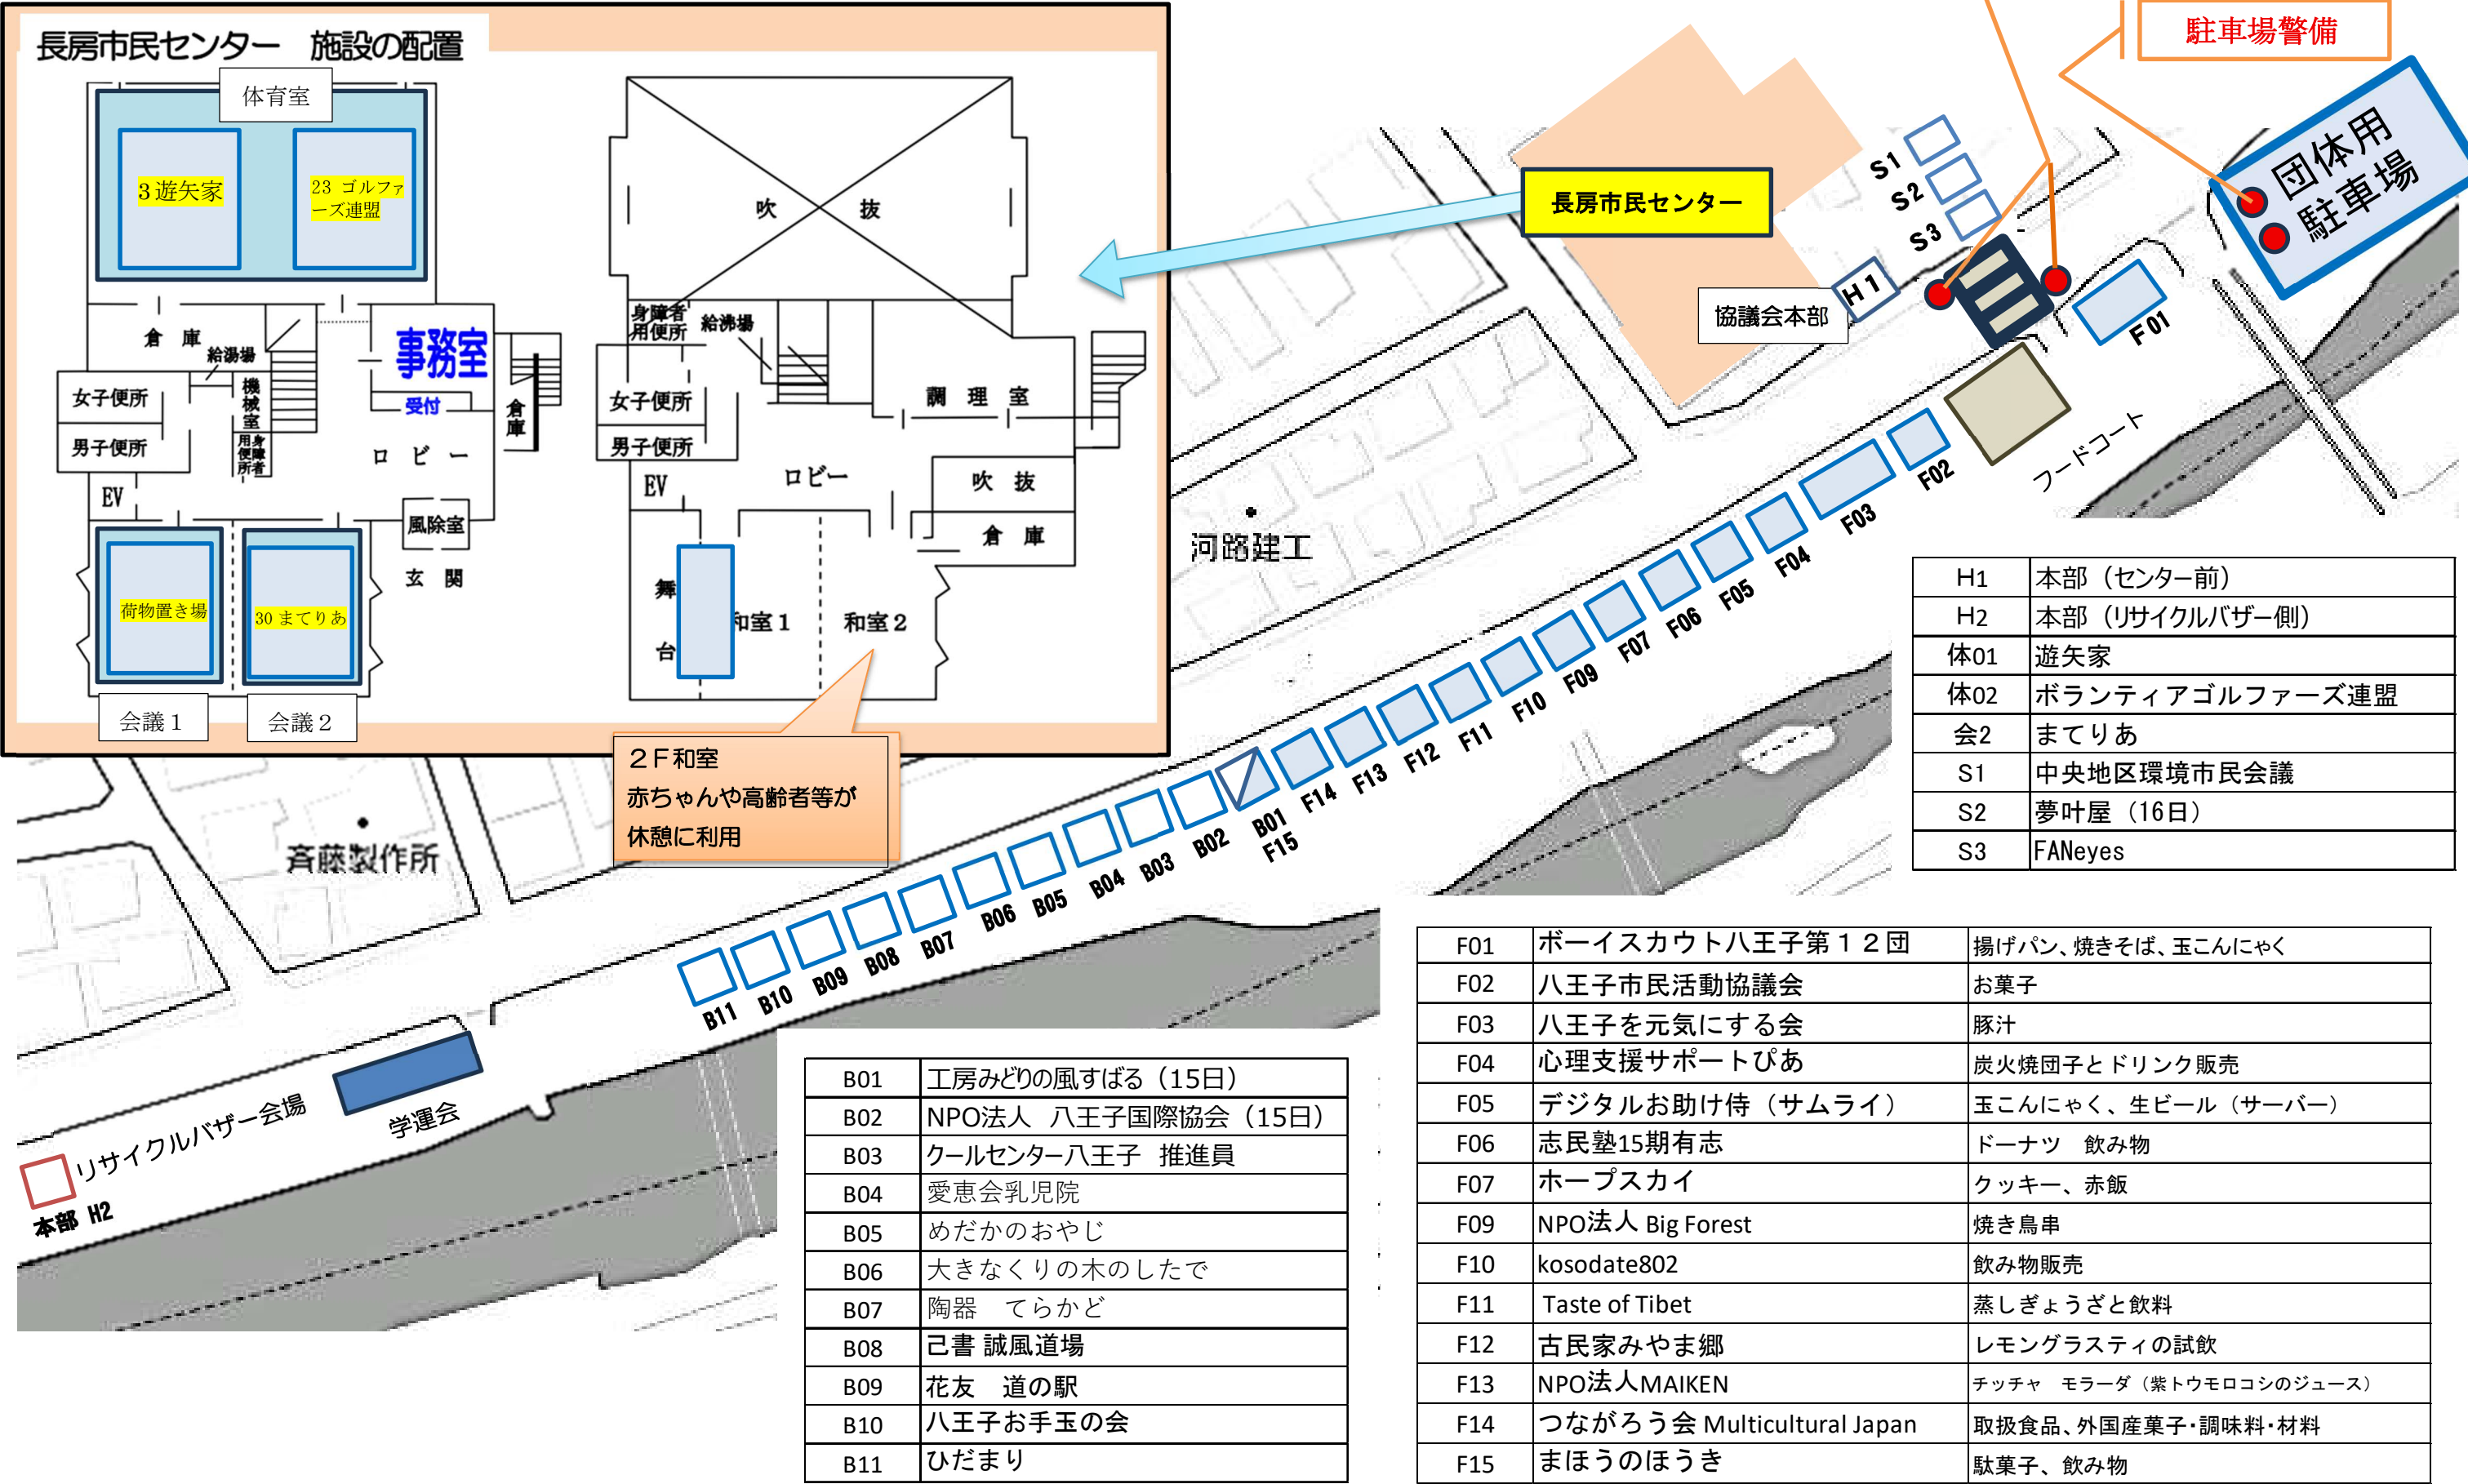 長房市民センター　施設の配置
体育室
3遊矢家
23 ゴルファ
ーズ連盟
倉　庫
給湯場
機械室
事務室
受付
倉庫
女子便所
男子便所
身障者
用便所
ロ　ビ　ー
EV
風除室
玄　関
荷物置き場
30 まてりあ
会議１
会議２
吹　抜
身障者
用便所
給沸場
女子便所
男子便所
調　理　室
EV
ロビー
吹　抜
倉　庫
舞台
和室１
和室２
２Ｆ和室
赤ちゃんや高齢者等が
休憩に利用
長房市民センター
協議会本部
H1
S1
S2
S3
駐車場警備
団体用
駐車場
F01
フードコート
F02
F03
F04
F05
F06
F07
F09
F10
F11
F12
F13
F14
B01
F15
B02
B03
B04
B05
B06
B07
B08
B09
B10
B11
河路建工
斉藤製作所
学運会
リサイクルバザー会場
本部 H2
H1 本部（センター前）
H2 本部（リサイクルバザー側）
体01 遊矢家
体02 ボランティアゴルファーズ連盟
会2 まてりあ
S1 中央地区環境市民会議
S2 夢叶屋（16日）
S3 FANeyes
B01 工房みどりの風すばる（15日）
B02 NPO法人　八王子国際協会（15日）
B03 クールセンター八王子　推進員
B04 愛恵会乳児院
B05 めだかのおやじ
B06 大きなくりの木のしたで
B07 陶器　てらかど
B08 己書 誠風道場
B09 花友　道の駅
B10 八王子お手玉の会
B11 ひだまり
F01 ボーイスカウト八王子第１２団 揚げパン、焼きそば、玉こんにゃく
F02 八王子市民活動協議会 お菓子
F03 八王子を元気にする会 豚汁
F04 心理支援サポートぴあ 炭火焼団子とドリンク販売
F05 デジタルお助け侍（サムライ） 玉こんにゃく、生ビール（サーバー）
F06 志民塾15期有志 ドーナツ　飲み物
F07 ホープスカイ クッキー、赤飯
F09 NPO法人 Big Forest 焼き鳥串
F10 kosodate802 飲み物販売
F11 Taste of Tibet 蒸しぎょうざと飲料
F12 古民家みやま郷 レモングラスティの試飲
F13 NPO法人MAIKEN チッチャ　モラーダ（紫トウモロコシのジュース）
F14 つながろう会 Multicultural Japan 取扱食品、外国産菓子・調味料・材料
F15 まほうのほうき 駄菓子、飲み物